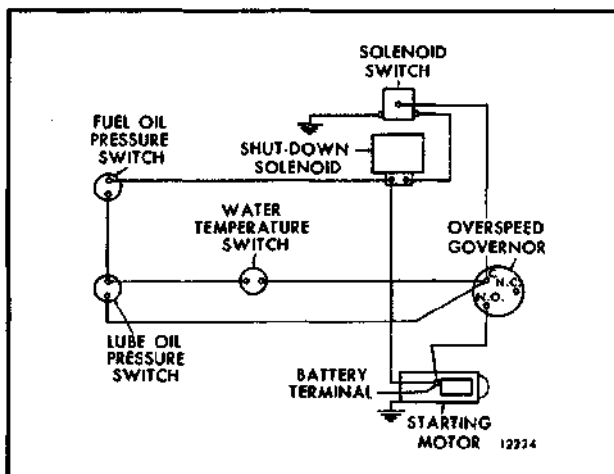 SOLENOID
SWITCH
FUEL OIL
PRESSURE
SWITCH
SHUT-DOWN
SOLENOID
WATER
TEMPERATURE
SWITCH
OVERSPEED
GOVERNOR
C.
N.C.
N.O.
LUBE OIL
PRESSURE
SWITCH
BATTERY
TERMINAL
STARTING
MOTOR
12234